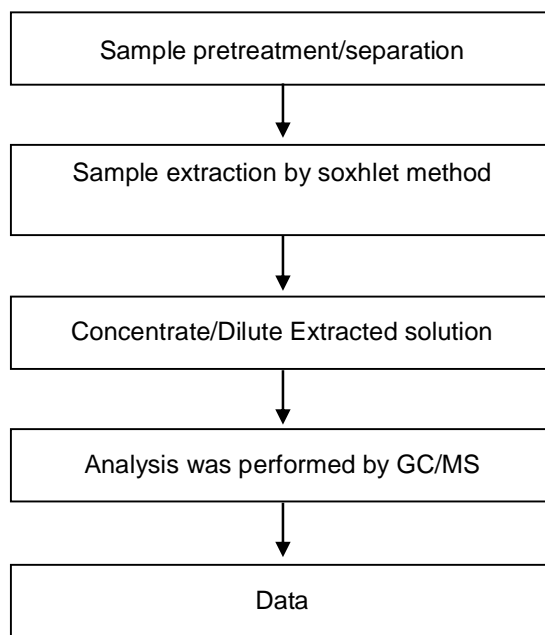 Sample pretreatment/separation
Sample extraction by soxhlet method
Concentrate/Dilute Extracted solution
Analysis was performed by GC/MS
Data